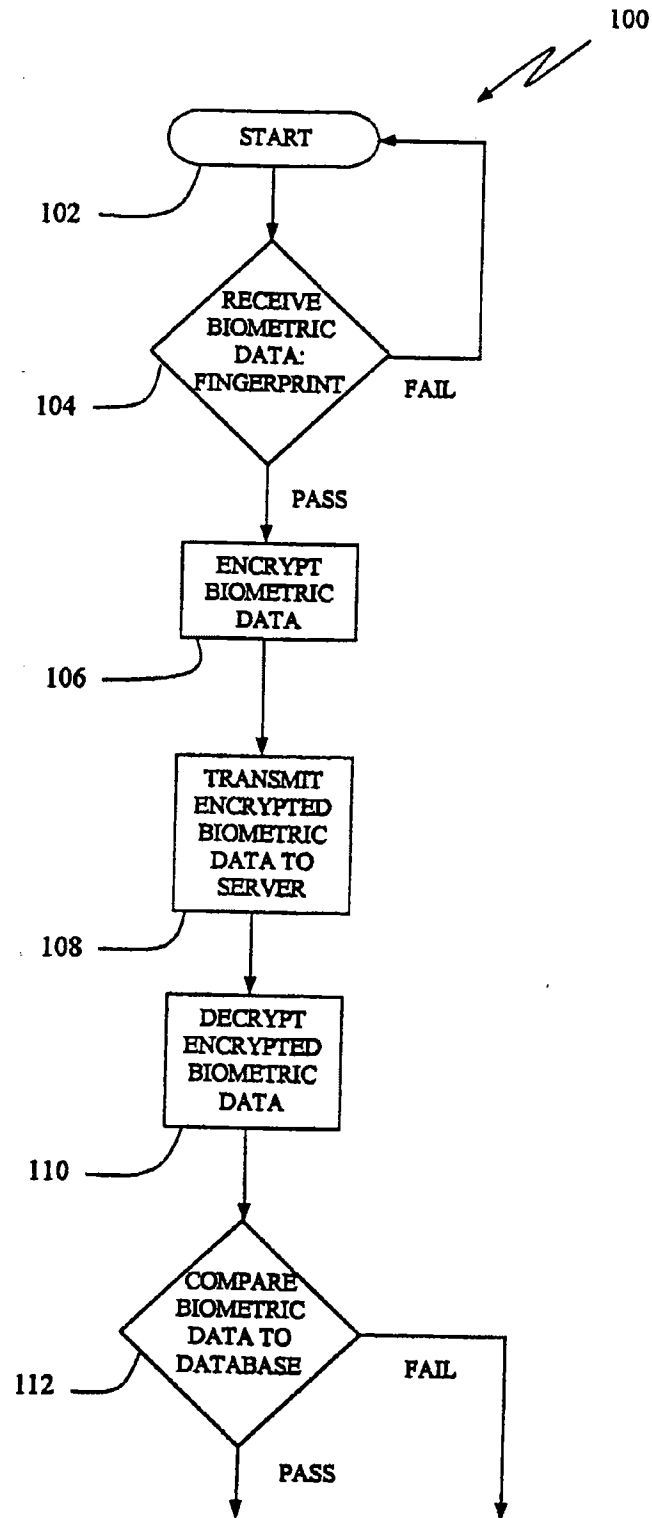 100
START
102
RECEIVE
BIOMETRIC
DATA:
FINGERPRINT
104
FAIL
PASS
ENCRYPT
BIOMETRIC
DATA
106
TRANSMIT
ENCRYPTED
BIOMETRIC
DATA TO
SERVER
108
DECRYPT
ENCRYPTED
BIOMETRIC
DATA
110
COMPARE
BIOMETRIC
DATA TO
DATABASE
112
FAIL
PASS